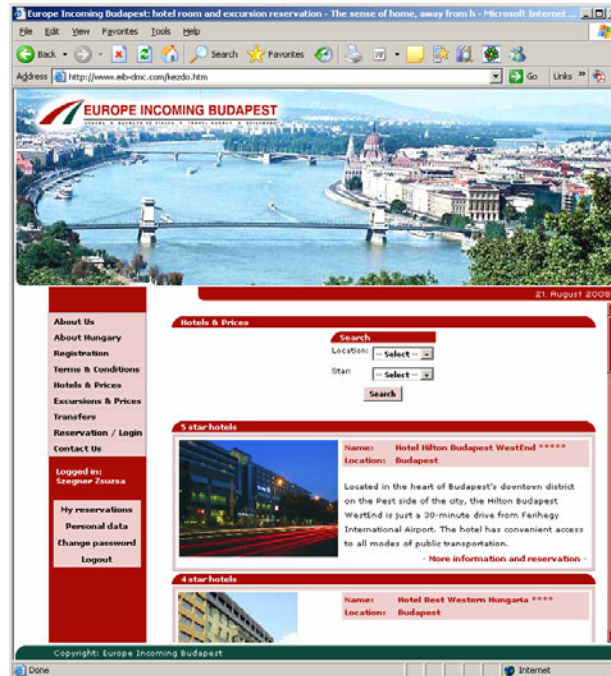 Europe Incoming Budapest: hotel room and excursion reservation - The sense of home, away from h - Microsoft Internet ...
File Edit View Favorites Tools Help
Back Search Favorites
Address http://www.eib-dmc.com/kezdo.htm Go Links »
EUROPE INCOMING BUDAPEST
21. August 2008
About Us
About Hungary
Registration
Terms & Conditions
Hotels & Prices
Excursions & Prices
Transfers
Reservation / Login
Contact Us
Logged in:
Szegner Zsuzsa
My reservations
Personal data
Change password
Logout
Hotels & Prices
Search
Location: -- Select --
Star: -- Select --
Search
5 star hotels
Name: Hotel Hilton Budapest WestEnd *****
Location: Budapest
Located in the heart of Budapest's downtown district
on the Pest side of the city, the Hilton Budapest
WestEnd is just a 30-minute drive from Ferihegy
International Airport. The hotel has convenient access
to all modes of public transportation.
- More information and reservation -
4 star hotels
Name: Hotel Best Western Hungaria ****
Location: Budapest
Copyright: Europe Incoming Budapest
Done Internet